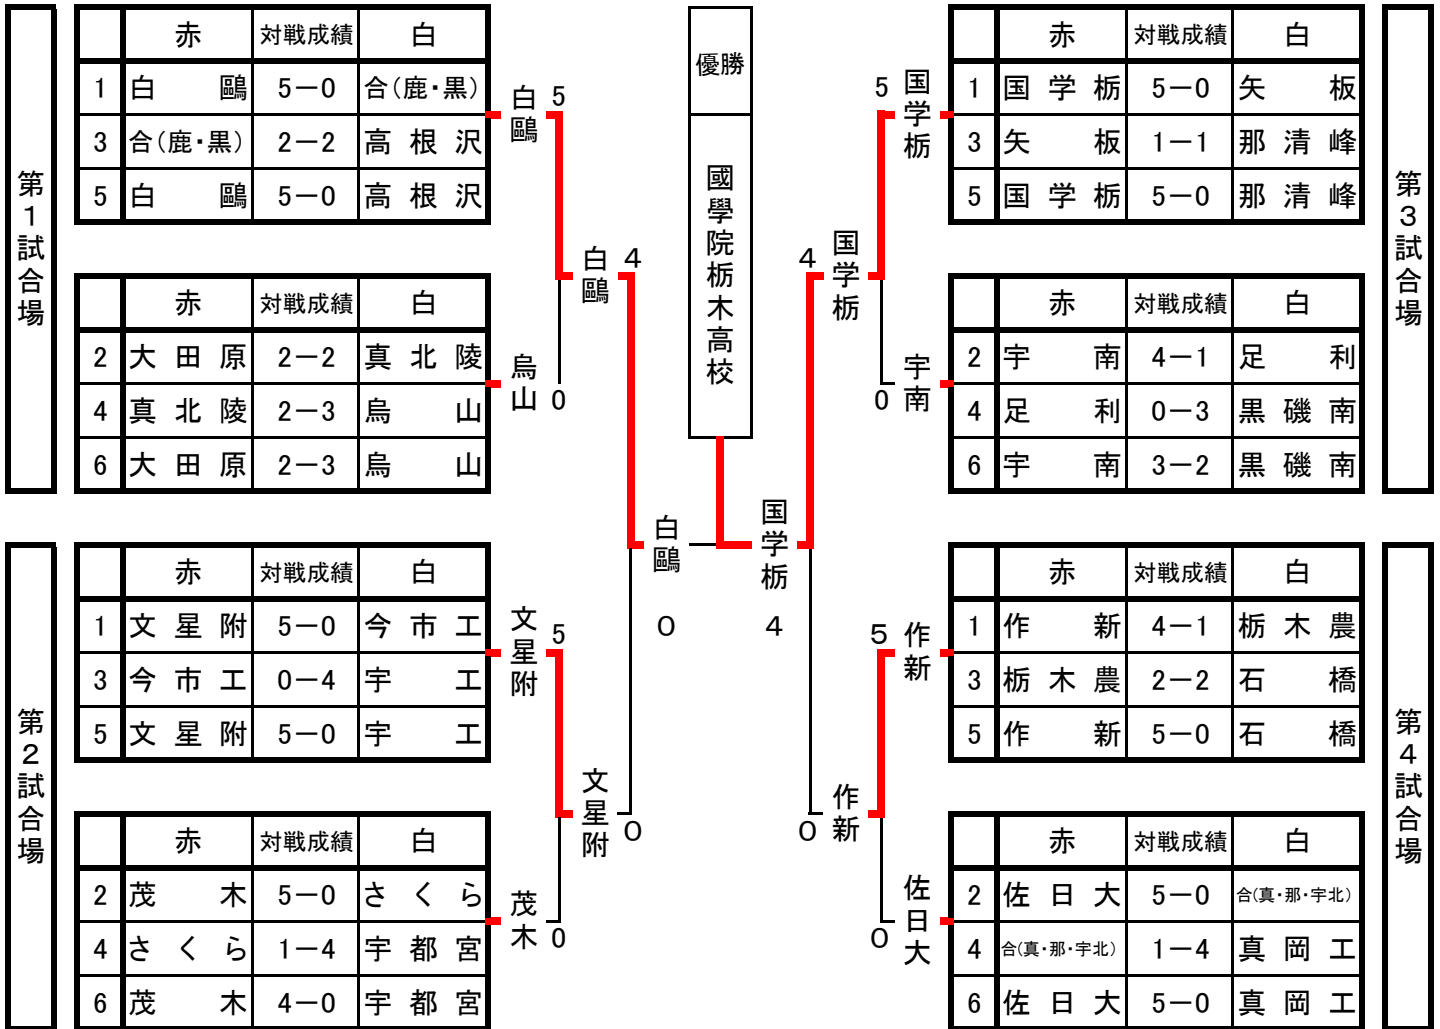 第1試合場
赤 対戦成績 白
1 白鷗 5－0 合(鹿・黒)
3 合(鹿・黒) 2－2 高根沢
5 白鷗 5－0 高根沢
赤 対戦成績 白
2 大田原 2－2 真北陵
4 真北陵 2－3 烏山
6 大田原 2－3 烏山
白鷗 5
烏山 0
白鷗 4
第2試合場
赤 対戦成績 白
1 文星附 5－0 今市工
3 今市工 0－4 宇工
5 文星附 5－0 宇工
赤 対戦成績 白
2 茂木 5－0 さくら
4 さくら 1－4 宇都宮
6 茂木 4－0 宇都宮
文星附 5
茂木 0
文星附 0
白鷗 0
優勝
國學院栃木高校
国学栃 4
国学栃 4
国学栃 5
宇南 0
第3試合場
赤 対戦成績 白
1 国学栃 5－0 矢板
3 矢板 1－1 那清峰
5 国学栃 5－0 那清峰
赤 対戦成績 白
2 宇南 4－1 足利
4 足利 0－3 黒磯南
6 宇南 3－2 黒磯南
作新 0
作新 5
佐日大 0
第4試合場
赤 対戦成績 白
1 作新 4－1 栃木農
3 栃木農 2－2 石橋
5 作新 5－0 石橋
赤 対戦成績 白
2 佐日大 5－0 合(真・那・宇北)
4 合(真・那・宇北) 1－4 真岡工
6 佐日大 5－0 真岡工